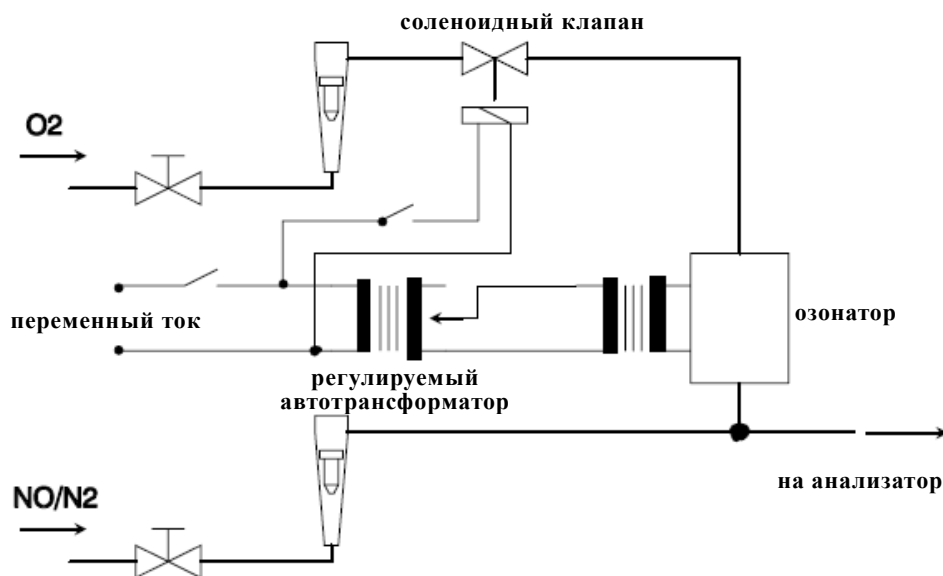 соленоидный клапан
O2
переменный ток
озонатор
регулируемый
автотрансформатор
на анализатор
NO/N2